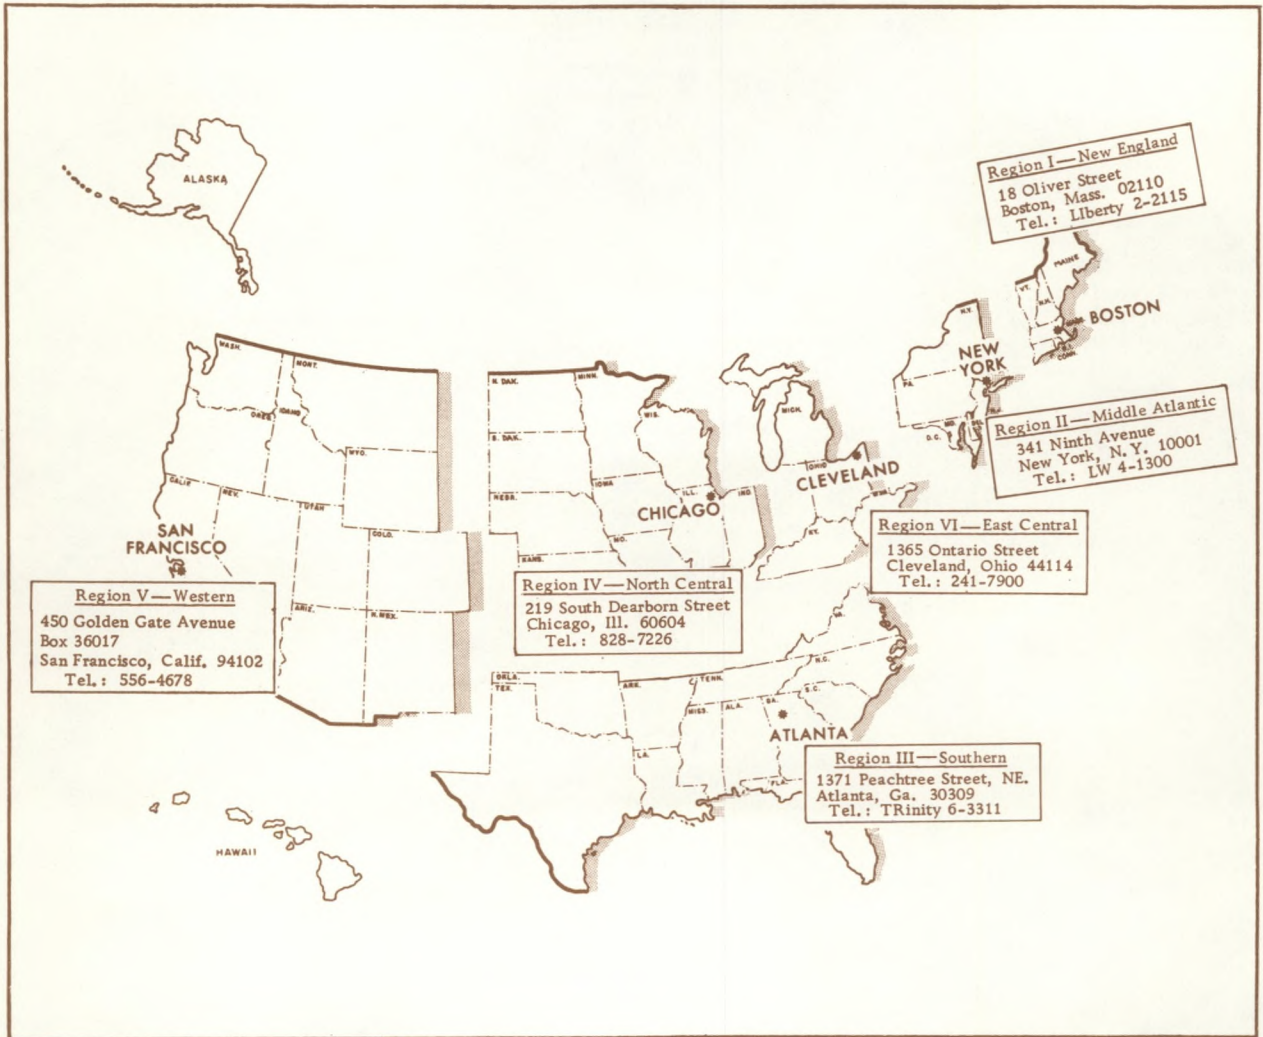 ALASKA
Region I—New England
18 Oliver Street
Boston, Mass. 02110
Tel.: LIberty 2-2115
MAINE
VT.
N.H.
MASS.
BOSTON
R.I.
CONN.
N.Y.
NEW
YORK
PA.
N.J.
MD.
DEL.
D.C.
Region II—Middle Atlantic
341 Ninth Avenue
New York, N.Y. 10001
Tel.: LW 4-1300
WASH.
MONT.
OREG.
IDAHO
WYO.
CALIF.
NEV.
UTAH
COLO.
ARIZ.
N. MEX.
SAN
FRANCISCO
Region V—Western
450 Golden Gate Avenue
Box 36017
San Francisco, Calif. 94102
Tel.: 556-4678
N. DAK.
MINN.
S. DAK.
WIS.
NEBR.
IOWA
ILL.
IND.
CHICAGO
MO.
KANS.
Region IV—North Central
219 South Dearborn Street
Chicago, Ill. 60604
Tel.: 828-7226
MICH.
OHIO
CLEVELAND
W.VA.
KY.
Region VI—East Central
1365 Ontario Street
Cleveland, Ohio 44114
Tel.: 241-7900
VA.
N.C.
OKLA.
TEX.
ARK.
TENN.
S.C.
MISS.
ALA.
GA.
LA.
ATLANTA
FLA.
Region III—Southern
1371 Peachtree Street, NE.
Atlanta, Ga. 30309
Tel.: TRinity 6-3311
HAWAII